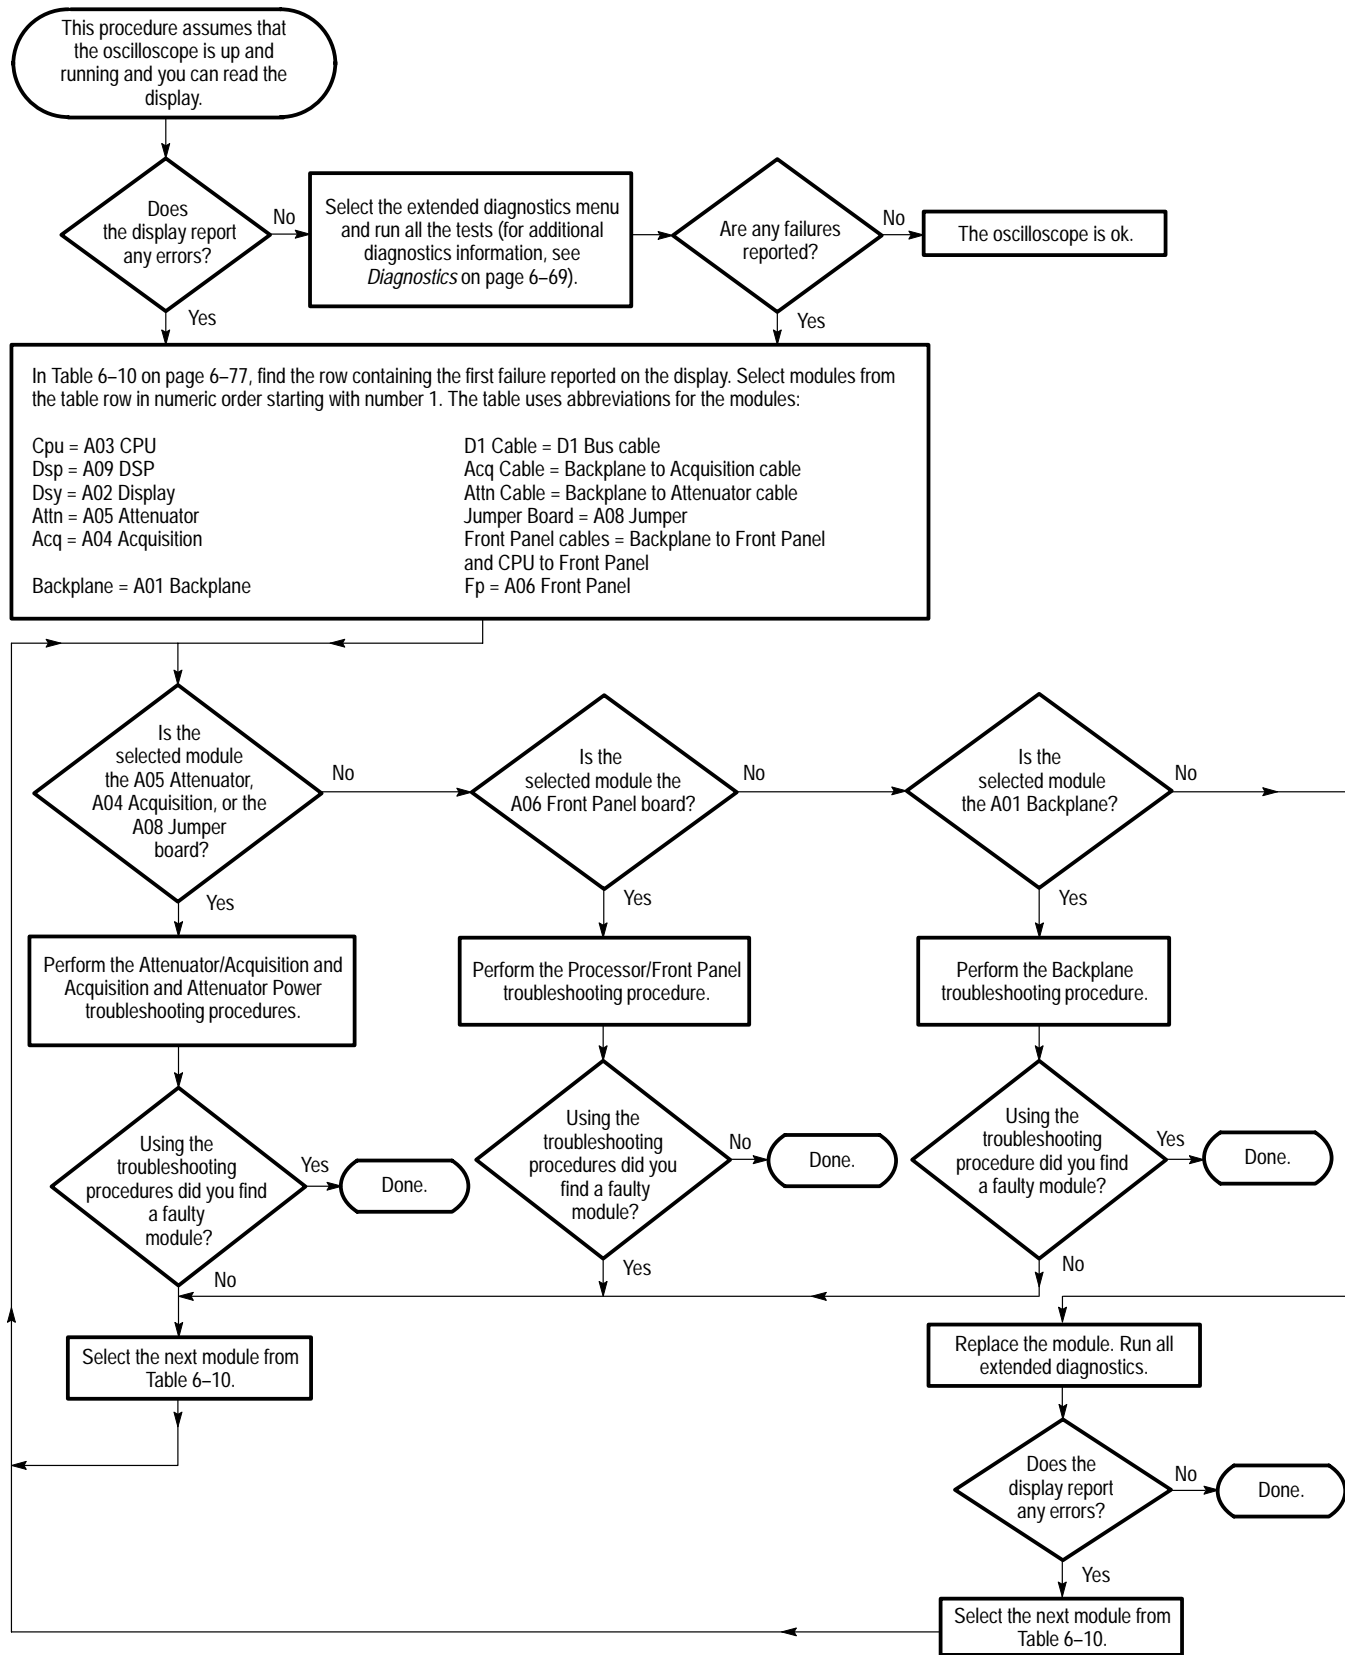 This procedure assumes that
the oscilloscope is up and
running and you can read the
display.
Does
the display report
any errors?
No
Select the extended diagnostics menu
and run all the tests (for additional
diagnostics information, see
Diagnostics on page 6–69).
Are any failures
reported?
No
The oscilloscope is ok.
Yes
Yes
In Table 6–10 on page 6–77, find the row containing the first failure reported on the display. Select modules from
the table row in numeric order starting with number 1. The table uses abbreviations for the modules:
Cpu = A03 CPU
Dsp = A09 DSP
Dsy = A02 Display
Attn = A05 Attenuator
Acq = A04 Acquisition
Backplane = A01 Backplane
D1 Cable = D1 Bus cable
Acq Cable = Backplane to Acquisition cable
Attn Cable = Backplane to Attenuator cable
Jumper Board = A08 Jumper
Front Panel cables = Backplane to Front Panel
and CPU to Front Panel
Fp = A06 Front Panel
Is the
selected module
the A05 Attenuator,
A04 Acquisition, or the
A08 Jumper
board?
No
Is the
selected module the
A06 Front Panel board?
No
Is the
selected module
the A01 Backplane?
No
Yes
Yes
Yes
Perform the Attenuator/Acquisition and
Acquisition and Attenuator Power
troubleshooting procedures.
Perform the Processor/Front Panel
troubleshooting procedure.
Perform the Backplane
troubleshooting procedure.
Using the
troubleshooting
procedures did you find
a faulty
module?
Yes
Done.
Using the
troubleshooting
procedures did you
find a faulty
module?
No
Done.
Using the
troubleshooting
procedure did you find
a faulty module?
Yes
Done.
No
Yes
No
Select the next module from
Table 6–10.
Replace the module. Run all
extended diagnostics.
Does the
display report
any errors?
No
Done.
Yes
Select the next module from
Table 6–10.